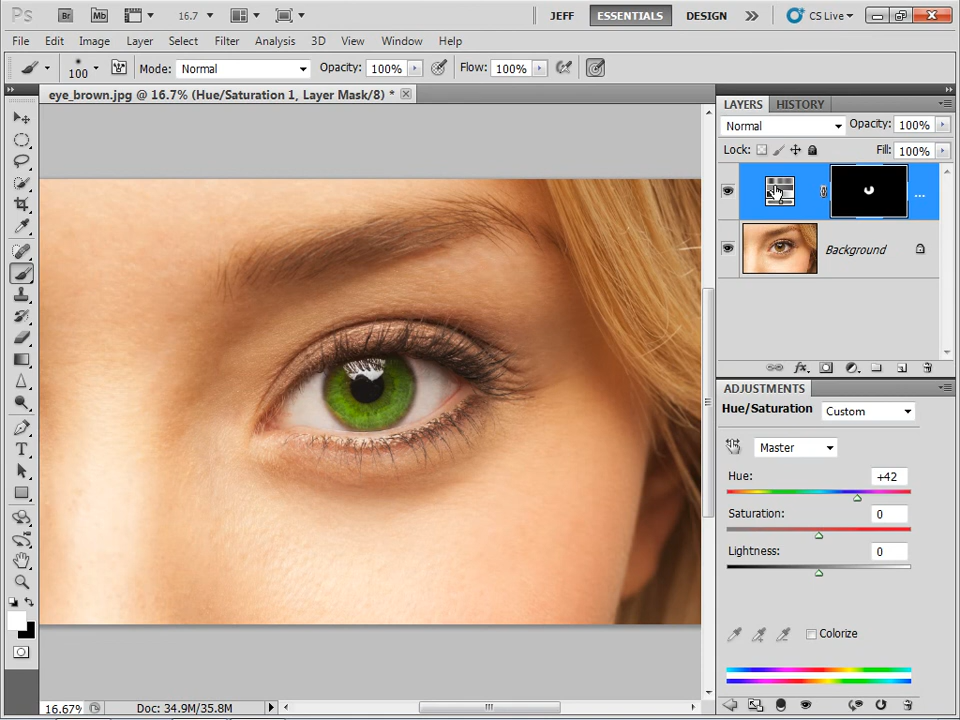 Ps Br Mb 16.7 JEFF ESSENTIALS DESIGN CS Live
File Edit Image Layer Select Filter Analysis 3D View Window Help
100 Mode: Normal Opacity: 100% Flow: 100%
eye_brown.jpg @ 16.7% (Hue/Saturation 1, Layer Mask/8) *
LAYERS HISTORY
Normal Opacity: 100%
Lock: Fill: 100%
...
Background
ADJUSTMENTS
Hue/Saturation Custom
Master
Hue: +42
Saturation: 0
Lightness: 0
Colorize
16.67% Doc: 34.9M/35.8M